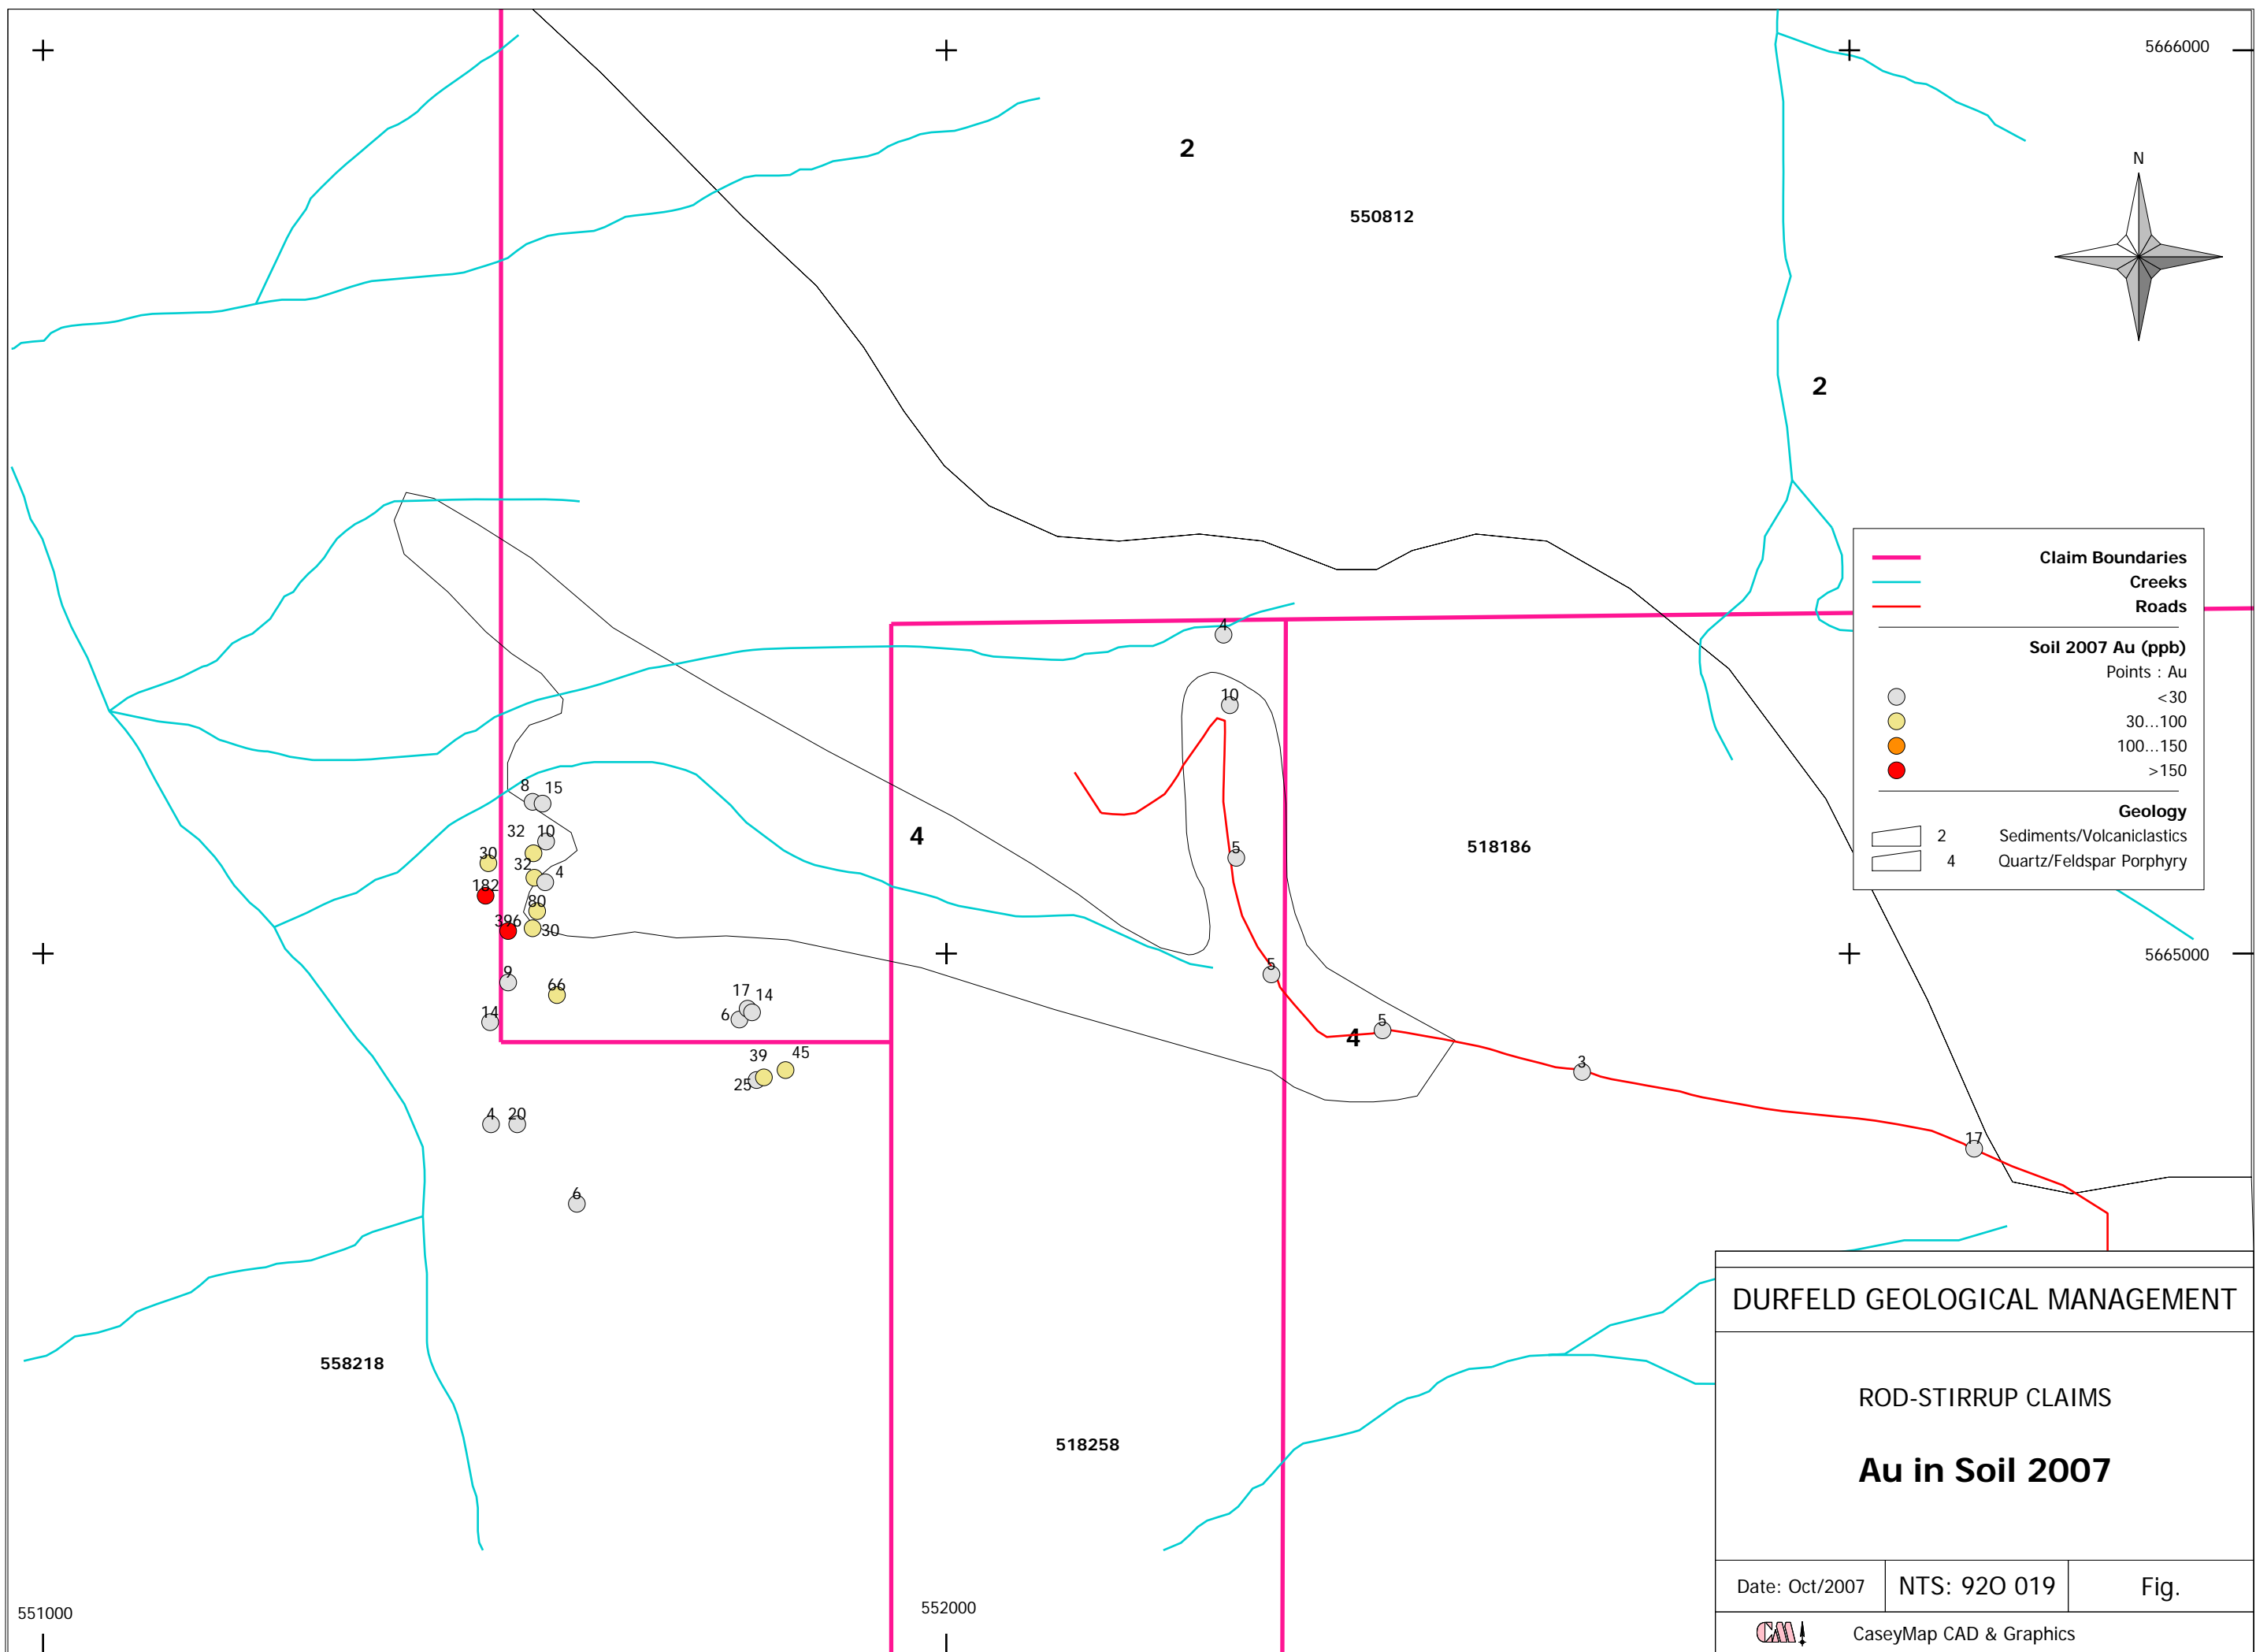 5666000
2
550812
N
2
Claim Boundaries
Creeks
Roads
Soil 2007 Au (ppb)
Points : Au
<30
30...100
100...150
>150
Geology
2 Sediments/Volcaniclastics
4 Quartz/Feldspar Porphyry
4
10
8 15
32 10
30
32 4
182
80
396 30
4
5
518186
5665000
9
66
14
17 14
6
5
5
4
3
39 45
25
4 20
17
6
558218
518258
551000
552000
DURFELD GEOLOGICAL MANAGEMENT
ROD-STIRRUP CLAIMS
Au in Soil 2007
Date: Oct/2007 NTS: 92O 019 Fig.
CaseyMap CAD & Graphics